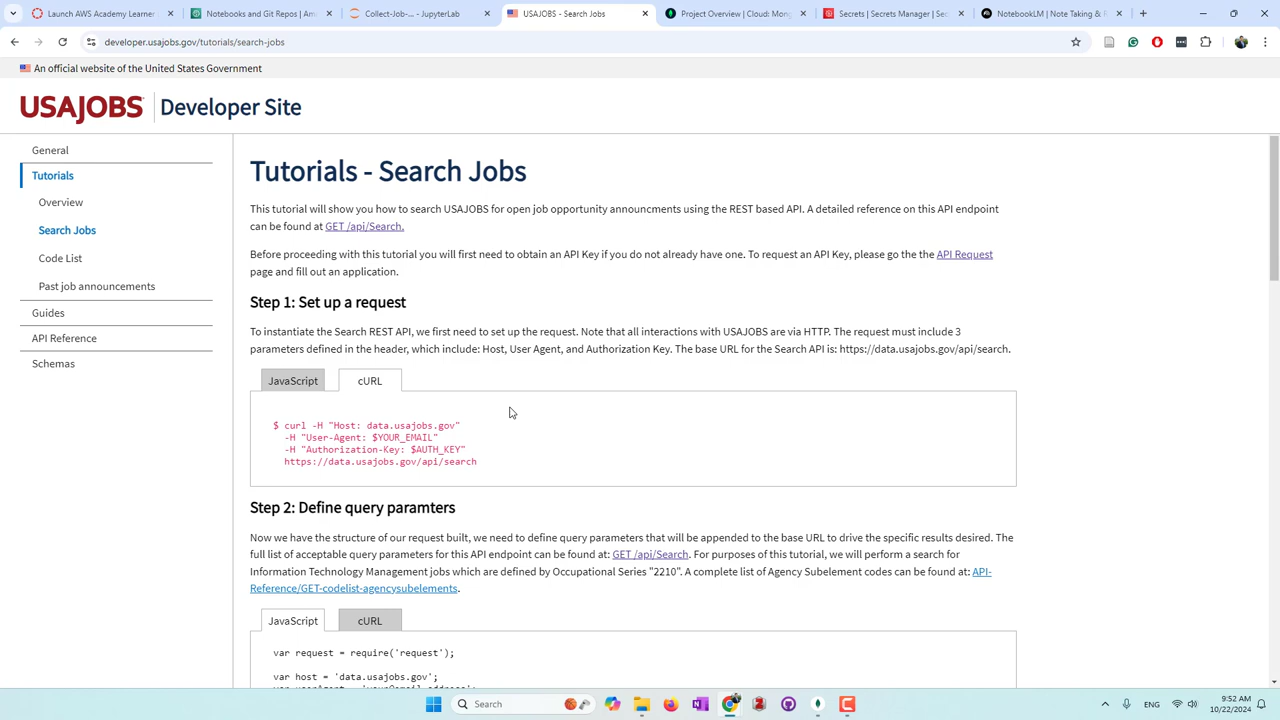 Launch AWS Academy Learner
Notebooks and Git Repos | Am
Collect-Job-... - JupyterLab
USAJOBS - Search Jobs
Project Overview | Cloud: Mong
Secrets | Secrets Manager | Sec
NotebookLM | Note Taking & R
developer.usajobs.gov/tutorials/search-jobs
An official website of the United States Government
USAJOBS Developer Site
General
Tutorials
Overview
Search Jobs
Code List
Past job announcements
Guides
API Reference
Schemas
Tutorials - Search Jobs
This tutorial will show you how to search USAJOBS for open job opportunity announcments using the REST based API. A detailed reference on this API endpoint
can be found at GET /api/Search.
Before proceeding with this tutorial you will first need to obtain an API Key if you do not already have one. To request an API Key, please go the the API Request
page and fill out an application.
Step 1: Set up a request
To instantiate the Search REST API, we first need to set up the request. Note that all interactions with USAJOBS are via HTTP. The request must include 3
parameters defined in the header, which include: Host, User Agent, and Authorization Key. The base URL for the Search API is: https://data.usajobs.gov/api/search.
JavaScript cURL
$ curl -H "Host: data.usajobs.gov"
-H "User-Agent: $YOUR_EMAIL"
-H "Authorization-Key: $AUTH_KEY"
https://data.usajobs.gov/api/search
Step 2: Define query paramters
Now we have the structure of our request built, we need to define query parameters that will be appended to the base URL to drive the specific results desired. The
full list of acceptable query parameters for this API endpoint can be found at: GET /api/Search. For purposes of this tutorial, we will perform a search for
Information Technology Management jobs which are defined by Occupational Series "2210". A complete list of Agency Subelement codes can be found at: API-
Reference/GET-codelist-agencysubelements.
JavaScript cURL
var request = require('request');
var host = 'data.usajobs.gov';
Search
ENG
9:52 AM
10/22/2024